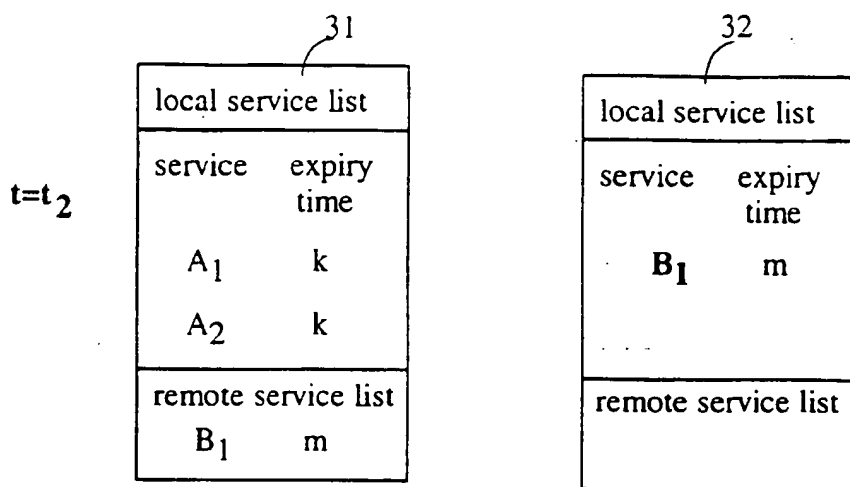 31
local service list
service expiry
time
t=t2
A1 k
A2 k
remote service list
B1 m
32
local service list
service expiry
time
B1 m
remote service list